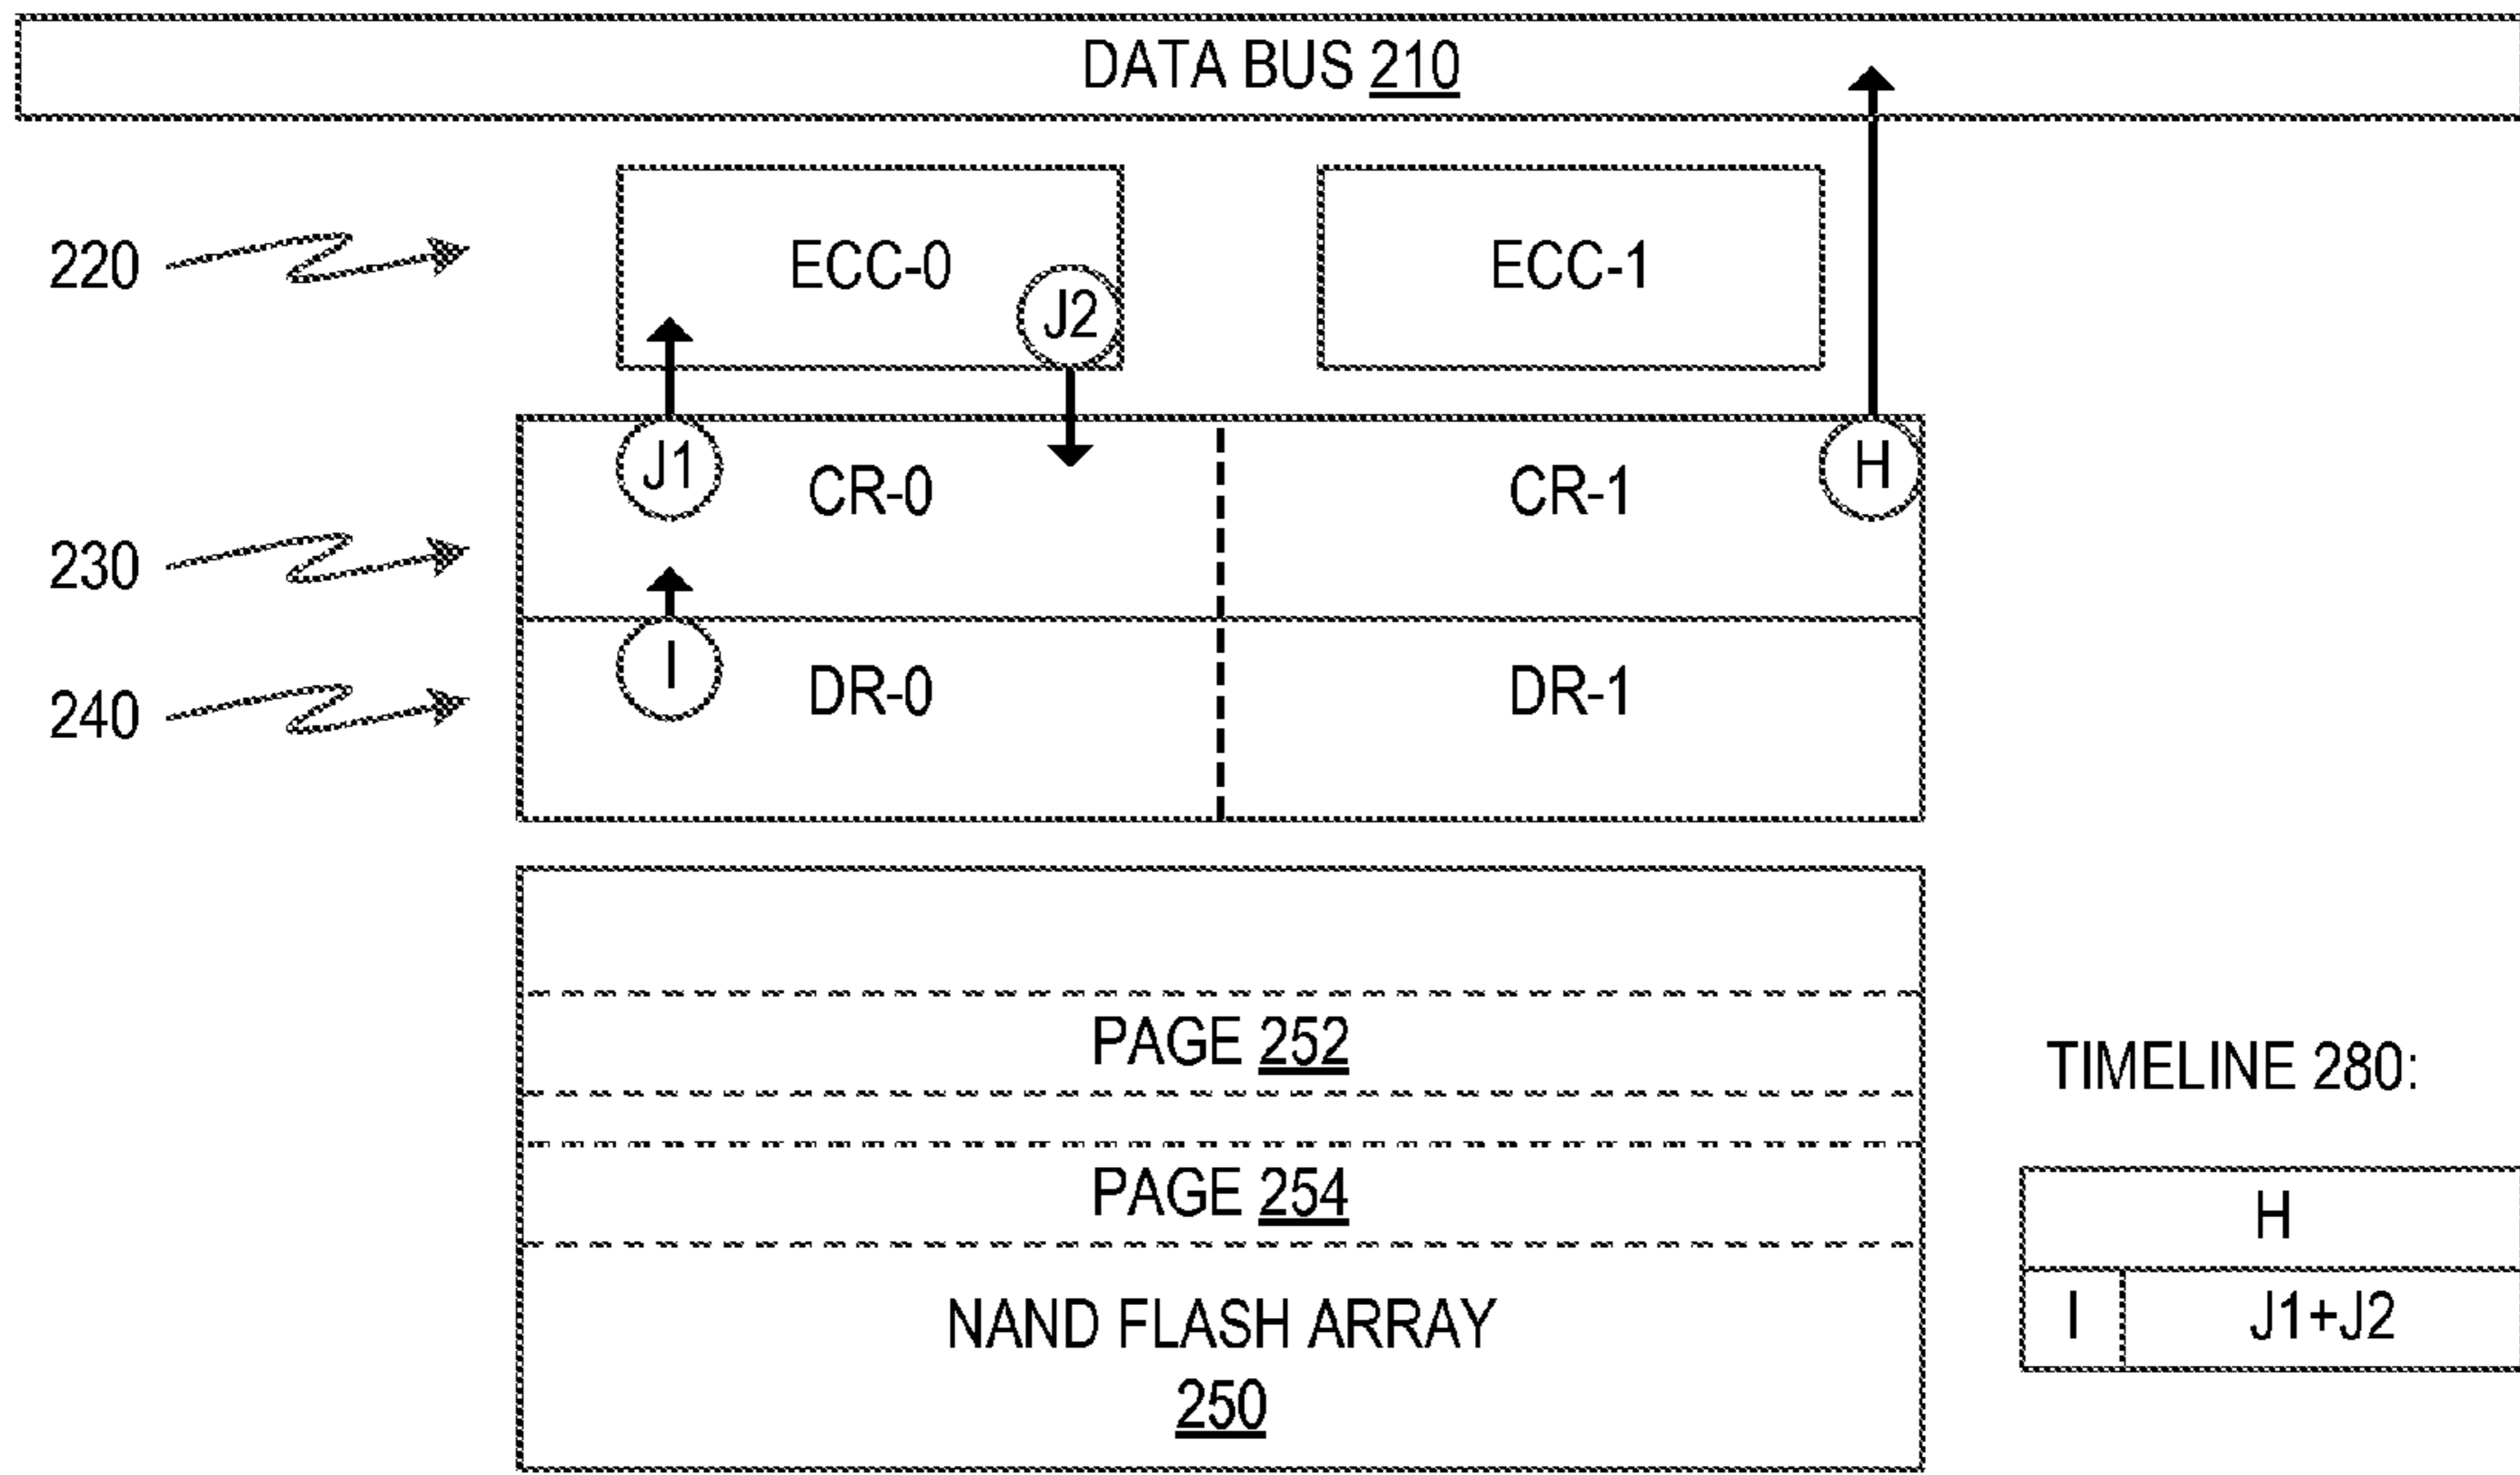 DATA BUS 210
220
ECC-0
ECC-1
J2
J1
CR-0
CR-1
H
230
I
DR-0
DR-1
240
PAGE 252
TIMELINE 280:
PAGE 254
H
I
J1+J2
NAND FLASH ARRAY
250